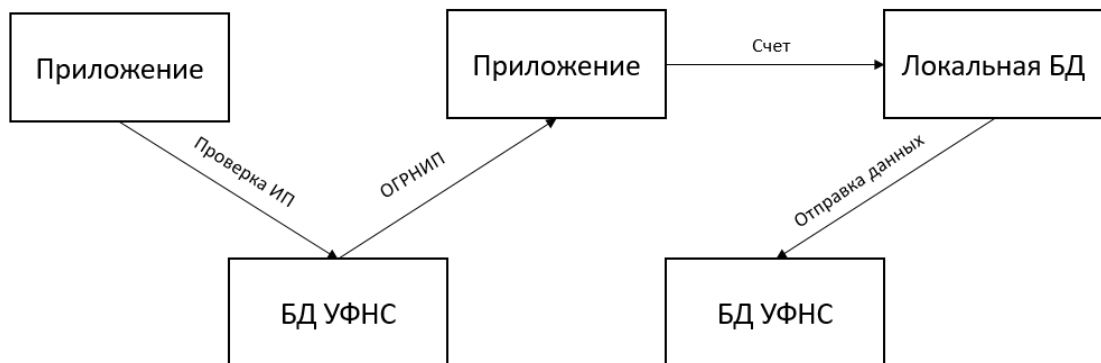 Приложение
Приложение
Счет
Локальная БД
Проверка ИП
ОГРНИП
Отправка данных
БД УФНС
БД УФНС